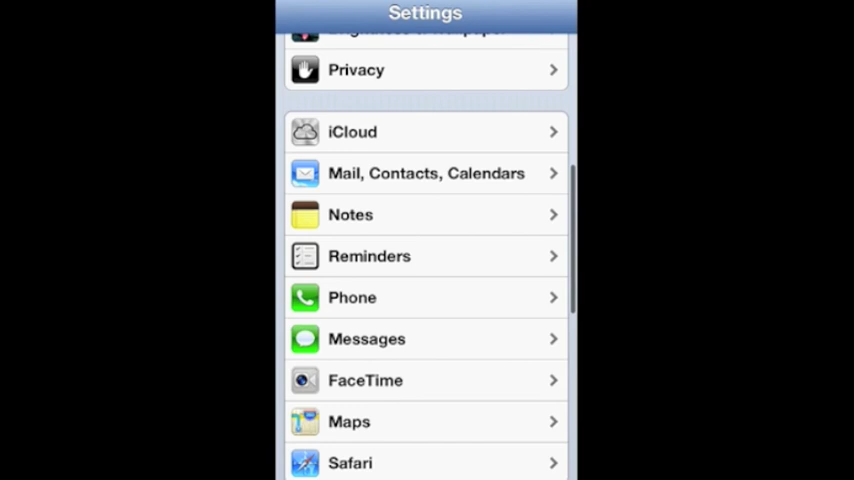 Settings
Privacy
iCloud
Mail, Contacts, Calendars
Notes
Reminders
Phone
Messages
FaceTime
Maps
Safari